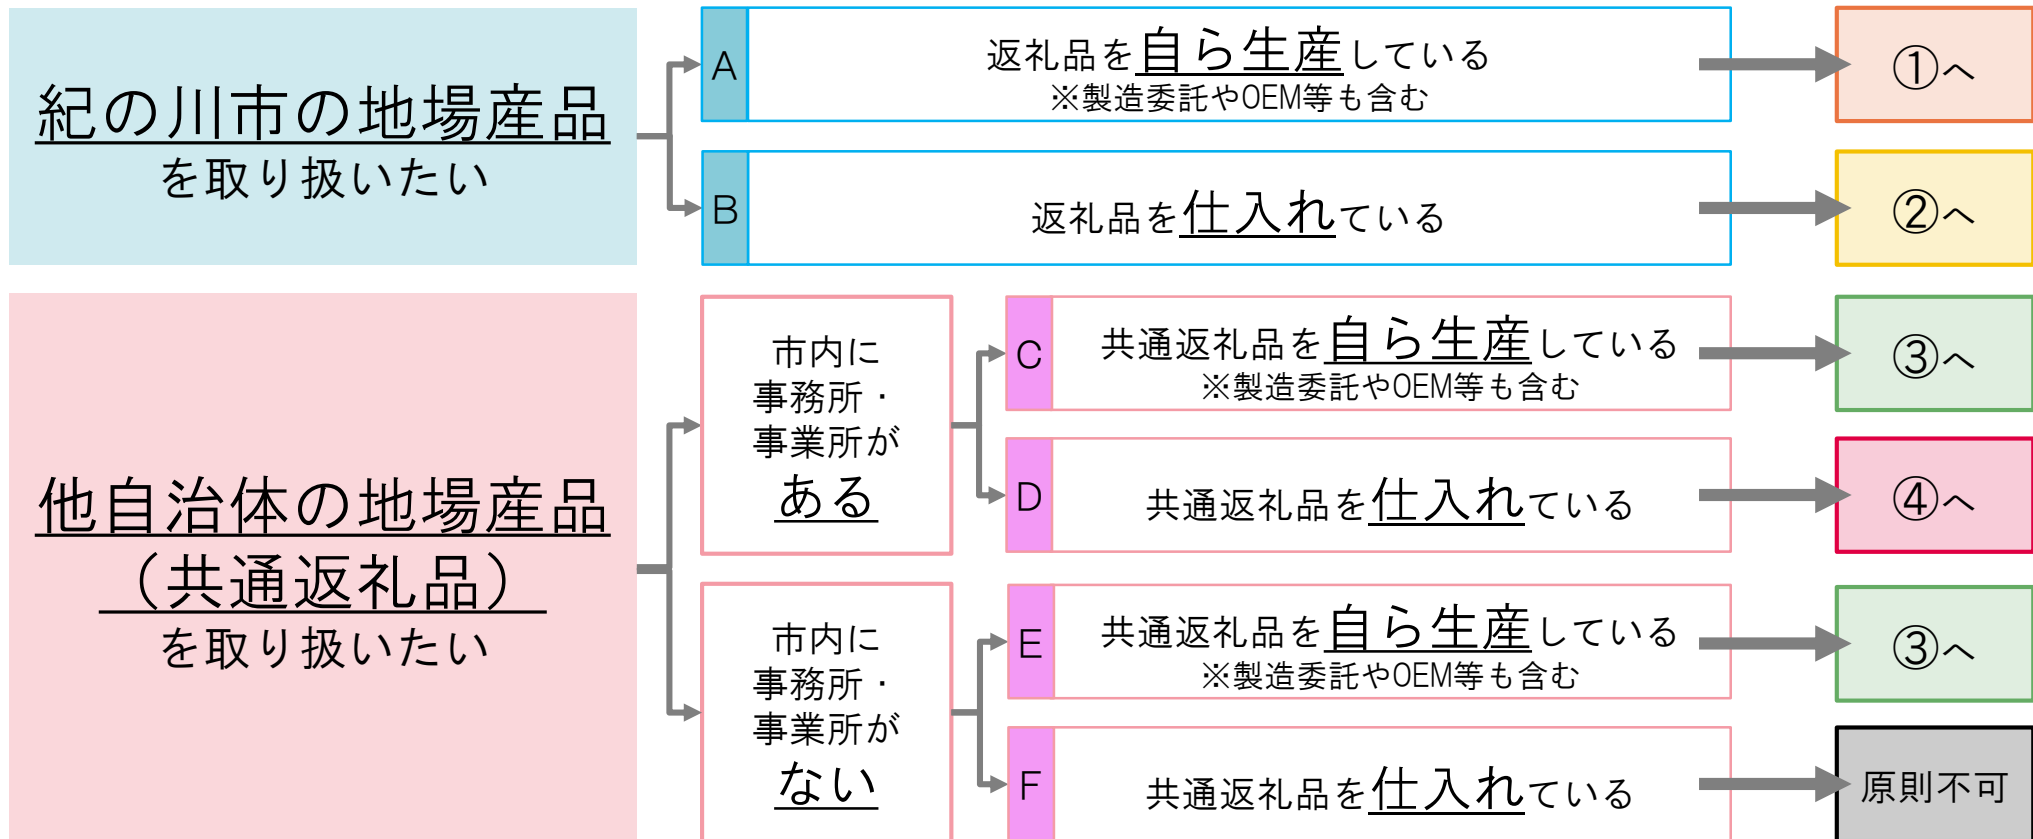 紀の川市の地場産品
を取り扱いたい
A
返礼品を自ら生産している
※製造委託やOEM等も含む
①へ
B
返礼品を仕入れている
②へ
他自治体の地場産品
（共通返礼品）
を取り扱いたい
市内に
事務所・
事業所が
ある
C
共通返礼品を自ら生産している
※製造委託やOEM等も含む
③へ
D
共通返礼品を仕入れている
④へ
市内に
事務所・
事業所が
ない
E
共通返礼品を自ら生産している
※製造委託やOEM等も含む
③へ
F
共通返礼品を仕入れている
原則不可